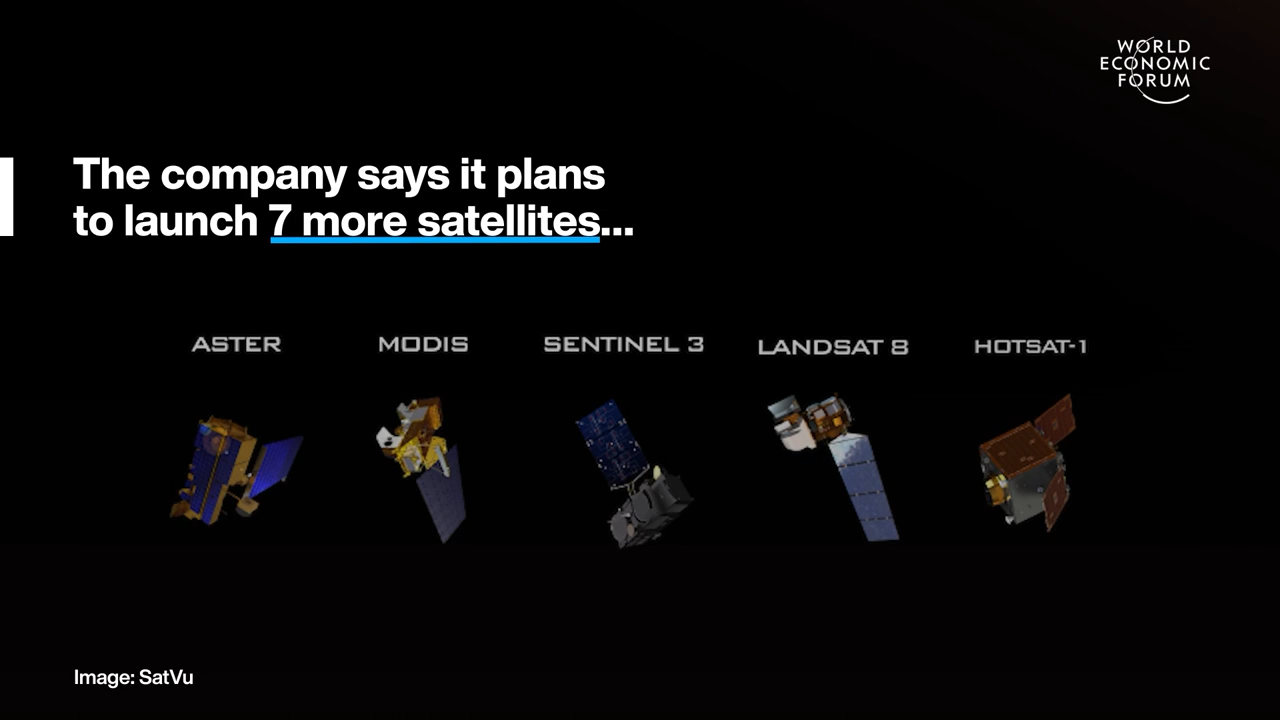 WORLD
ECONOMIC
FORUM
The company says it plans
to launch 7 more satellites...
ASTER
MODIS
SENTINEL 3
LANDSAT 8
HOTSAT-1
Image: SatVu